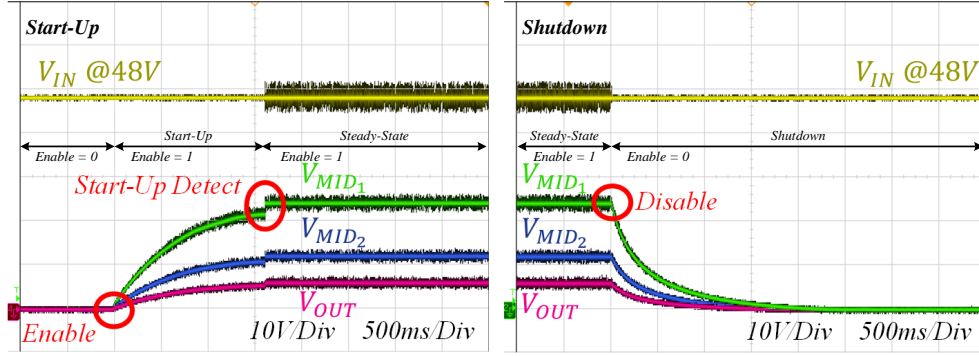 Start-Up
V_IN @48V
Start-Up
Steady-State
Enable = 0
Enable = 1
Enable = 1
Start-Up Detect
V_MID1
V_MID2
V_OUT
Enable
10V/Div
500ms/Div
Shutdown
V_IN @48V
Steady-State
Shutdown
Enable = 1
Enable = 0
V_MID1
Disable
V_MID2
V_OUT
10V/Div
500ms/Div